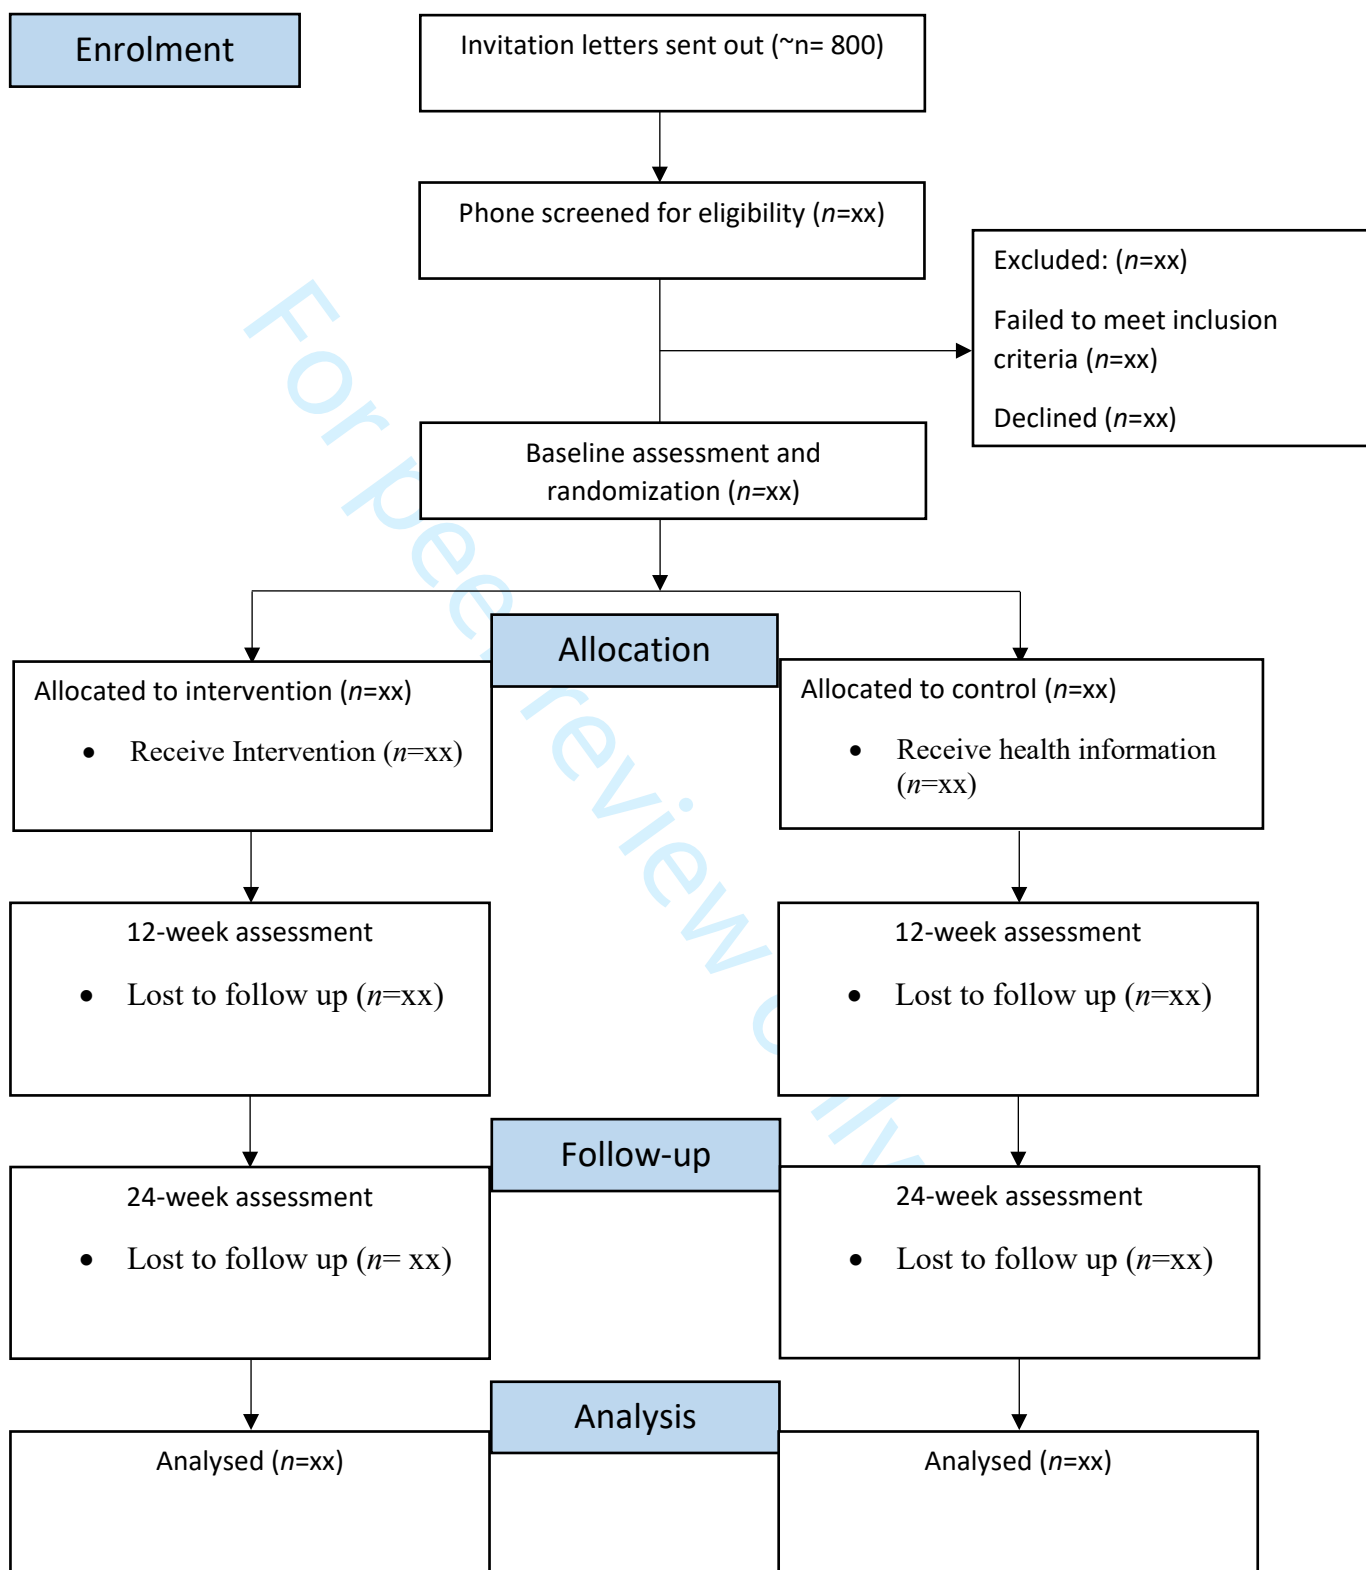 Enrolment
Invitation letters sent out (~n= 800)
Phone screened for eligibility (n=xx)
Excluded: (n=xx)
Failed to meet inclusion
criteria (n=xx)
Declined (n=xx)
Baseline assessment and
randomization (n=xx)
Allocation
Allocated to intervention (n=xx)
• Receive Intervention (n=xx)
Allocated to control (n=xx)
• Receive health information
(n=xx)
12-week assessment
• Lost to follow up (n=xx)
12-week assessment
• Lost to follow up (n=xx)
Follow-up
24-week assessment
• Lost to follow up (n= xx)
24-week assessment
• Lost to follow up (n=xx)
Analysis
Analysed (n=xx)
Analysed (n=xx)
For peer review only